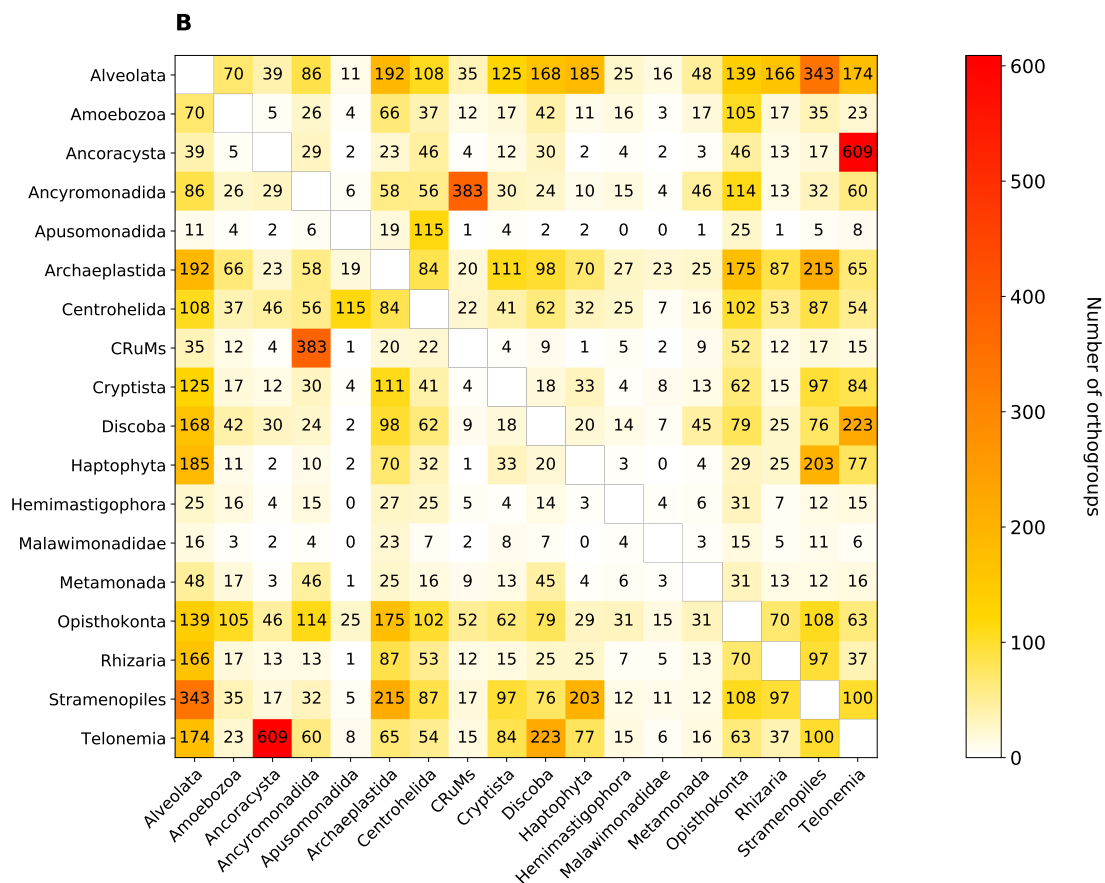 B
Alveolata 70 39 86 11 192 108 35 125 168 185 25 16 48 139 166 343 174
Amoebozoa 70 5 26 4 66 37 12 17 42 11 16 3 17 105 17 35 23
Ancoracysta 39 5 29 2 23 46 4 12 30 2 4 2 3 46 13 17 609
Ancyromonadida 86 26 29 6 58 56 383 30 24 10 15 4 46 114 13 32 60
Apusomonadida 11 4 2 6 19 115 1 4 2 2 0 0 1 25 1 5 8
Archaeplastida 192 66 23 58 19 84 20 111 98 70 27 23 25 175 87 215 65
Centrohelida 108 37 46 56 115 84 22 41 62 32 25 7 16 102 53 87 54
CRuMs 35 12 4 383 1 20 22 4 9 1 5 2 9 52 12 17 15
Cryptista 125 17 12 30 4 111 41 4 18 33 4 8 13 62 15 97 84
Discoba 168 42 30 24 2 98 62 9 18 20 14 7 45 79 25 76 223
Haptophyta 185 11 2 10 2 70 32 1 33 20 3 0 4 29 25 203 77
Hemimastigophora 25 16 4 15 0 27 25 5 4 14 3 4 6 31 7 12 15
Malawimonadidae 16 3 2 4 0 23 7 2 8 7 0 4 3 15 5 11 6
Metamonada 48 17 3 46 1 25 16 9 13 45 4 6 3 31 13 12 16
Opisthokonta 139 105 46 114 25 175 102 52 62 79 29 31 15 31 70 108 63
Rhizaria 166 17 13 13 1 87 53 12 15 25 25 7 5 13 70 97 37
Stramenopiles 343 35 17 32 5 215 87 17 97 76 203 12 11 12 108 97 100
Telonemia 174 23 609 60 8 65 54 15 84 223 77 15 6 16 63 37 100
Alveolata
Amoebozoa
Ancoracysta
Ancyromonadida
Apusomonadida
Archaeplastida
Centrohelida
CRuMs
Cryptista
Discoba
Haptophyta
Hemimastigophora
Malawimonadidae
Metamonada
Opisthokonta
Rhizaria
Stramenopiles
Telonemia
600
500
400
300
200
100
0
Number of orthogroups